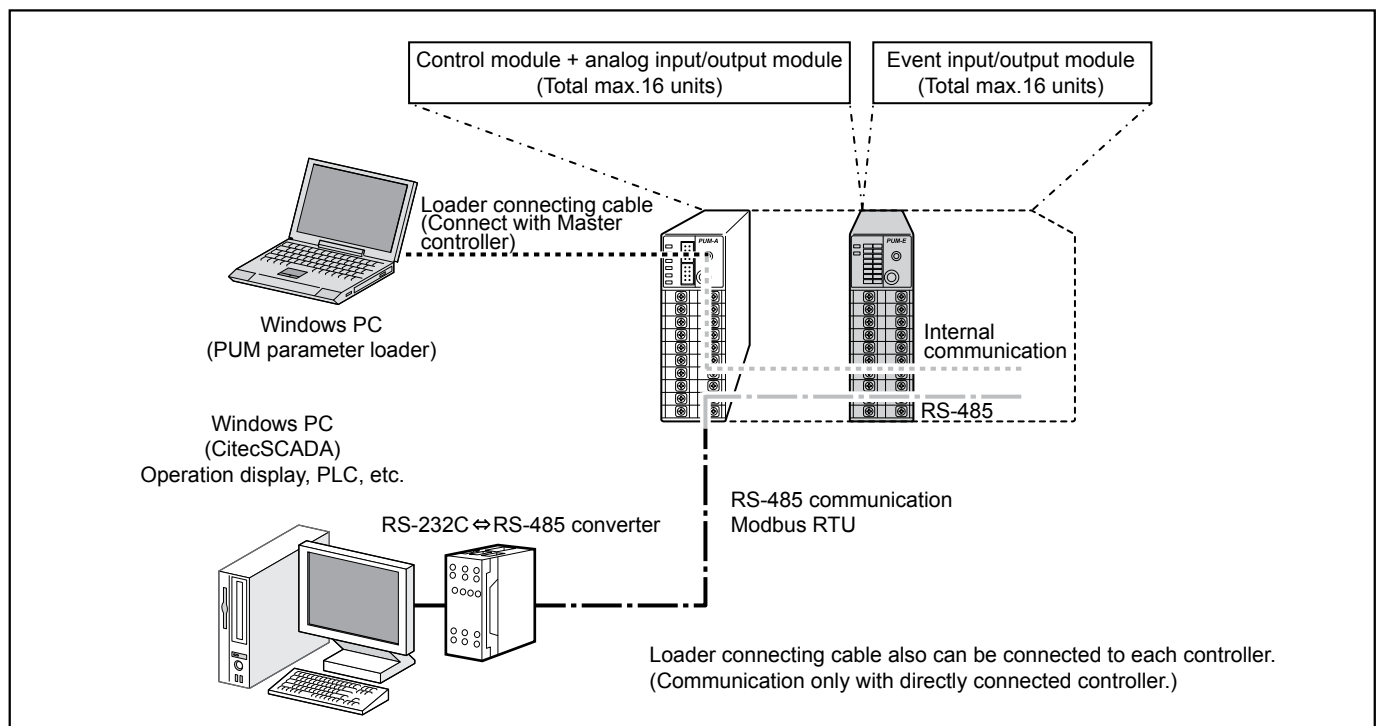 Control module + analog input/output module
(Total max.16 units)
Event input/output module
(Total max.16 units)
Loader connecting cable
(Connect with Master
controller)
PUM-A
PUM-E
Windows PC
(PUM parameter loader)
Internal
communication
RS-485
Windows PC
(CitecSCADA)
Operation display, PLC, etc.
RS-232C⇔RS-485 converter
RS-485 communication
Modbus RTU
Loader connecting cable also can be connected to each controller.
(Communication only with directly connected controller.)